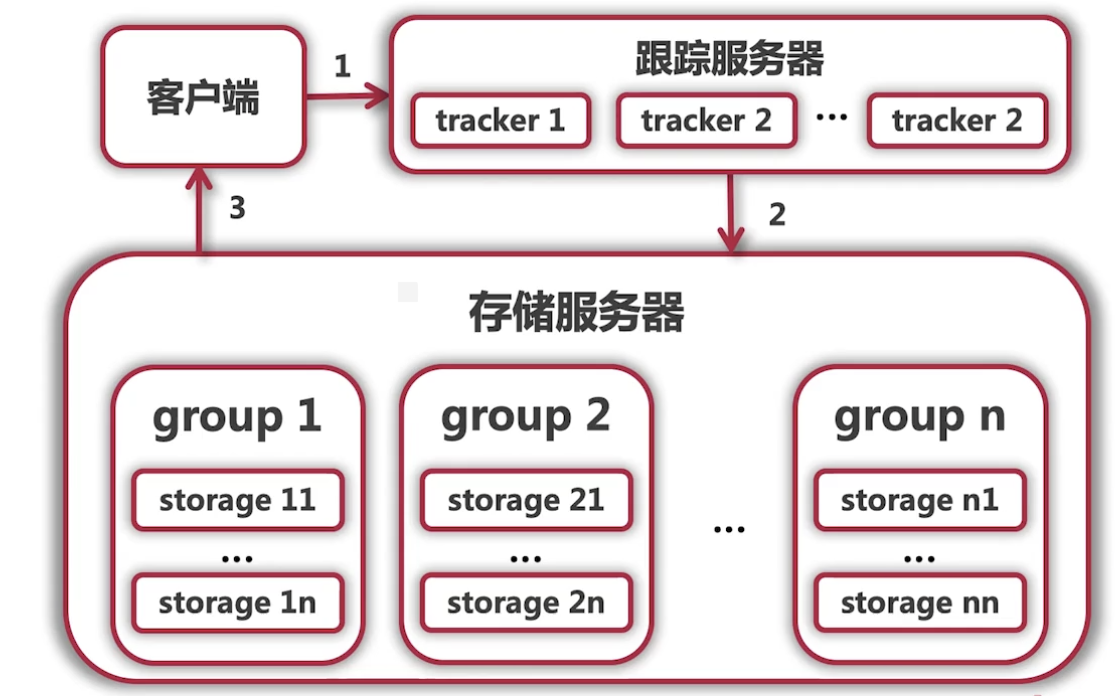 客户端
1
跟踪服务器
tracker 1
tracker 2
...
tracker 2
3
2
存储服务器
group 1
storage 11
...
storage 1n
group 2
storage 21
...
storage 2n
...
group n
storage n1
...
storage nn